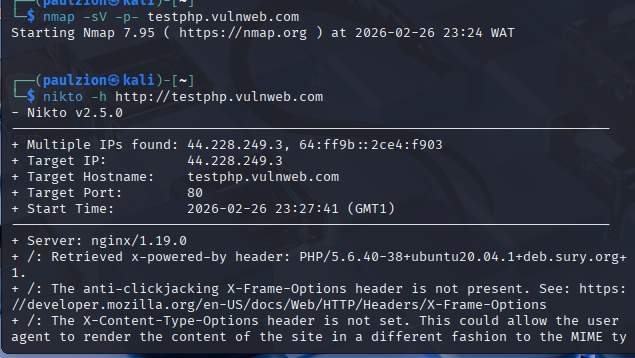 └─$ nmap -sV -p- testphp.vulnweb.com
Starting Nmap 7.95 ( https://nmap.org ) at 2026-02-26 23:24 WAT
┌──(paulzion㉿kali)-[~]
└─$ nikto -h http://testphp.vulnweb.com
- Nikto v2.5.0
+ Multiple IPs found: 44.228.249.3, 64:ff9b::2ce4:f903
+ Target IP: 44.228.249.3
+ Target Hostname: testphp.vulnweb.com
+ Target Port: 80
+ Start Time: 2026-02-26 23:27:41 (GMT1)
+ Server: nginx/1.19.0
+ /: Retrieved x-powered-by header: PHP/5.6.40-38+ubuntu20.04.1+deb.sury.org+
1.
+ /: The anti-clickjacking X-Frame-Options header is not present. See: https:
//developer.mozilla.org/en-US/docs/Web/HTTP/Headers/X-Frame-Options
+ /: The X-Content-Type-Options header is not set. This could allow the user
agent to render the content of the site in a different fashion to the MIME ty